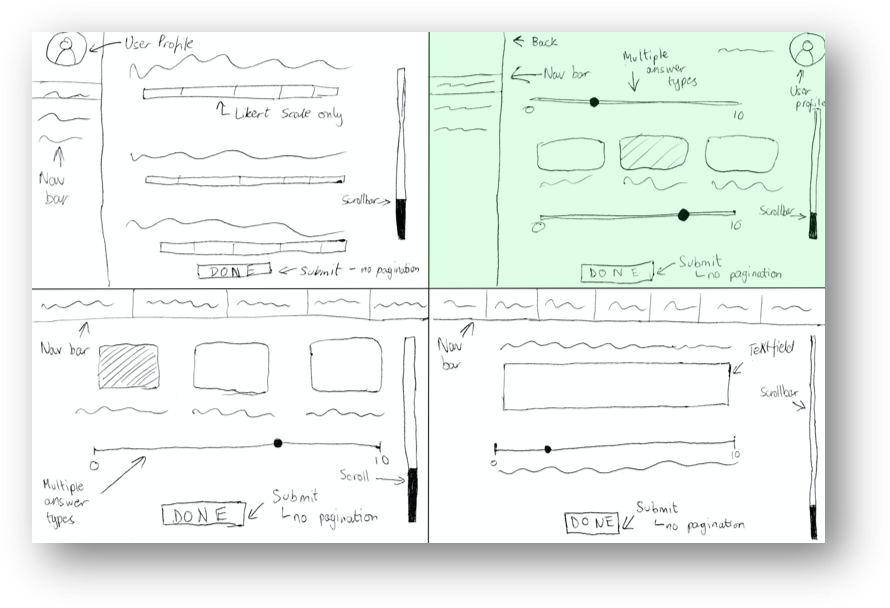 User Profile
Likert Scale only
Nav
bar
Scrollbar
DONE
Submit - no pagination
Back
Multiple
answer
types
Nav bar
User
profile
0
10
Scrollbar
0
10
DONE
Submit
no pagination
Nav bar
0
10
Multiple
answer
types
Scroll
DONE
Submit
no pagination
Nav
bar
Textfield
Scrollbar
0
10
DONE
Submit
no pagination